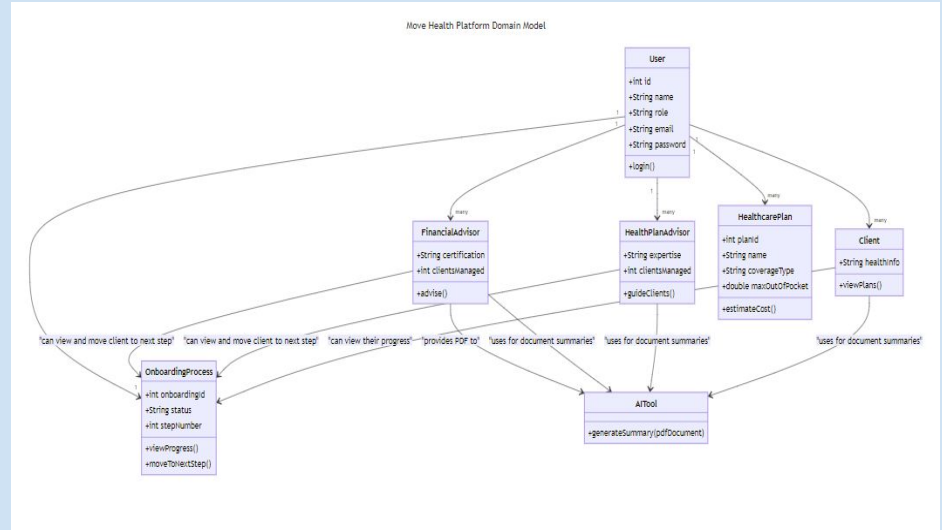 Move Health Platform Domain Model
User
+int id
+String name
+String role
+String email
+String password
+login()
1
1
1
1
1
many
many
many
many
FinancialAdvisor
+String certification
+int clientsManaged
+advise()
HealthPlanAdvisor
+String expertise
+int clientsManaged
+guideClients()
HealthcarePlan
+int planId
+String name
+String coverageType
+double maxOutOfPocket
+estimateCost()
Client
+String healthInfo
+viewPlans()
"can view and move client to next step"
"can view and move client to next step"
"can view their progress"
"provides PDF to"
"uses for document summaries"
"uses for document summaries"
"uses for document summaries"
1
OnboardingProcess
+int onboardingId
+String status
+int stepNumber
+viewProgress()
+moveToNextStep()
AITool
+generateSummary(pdfDocument)